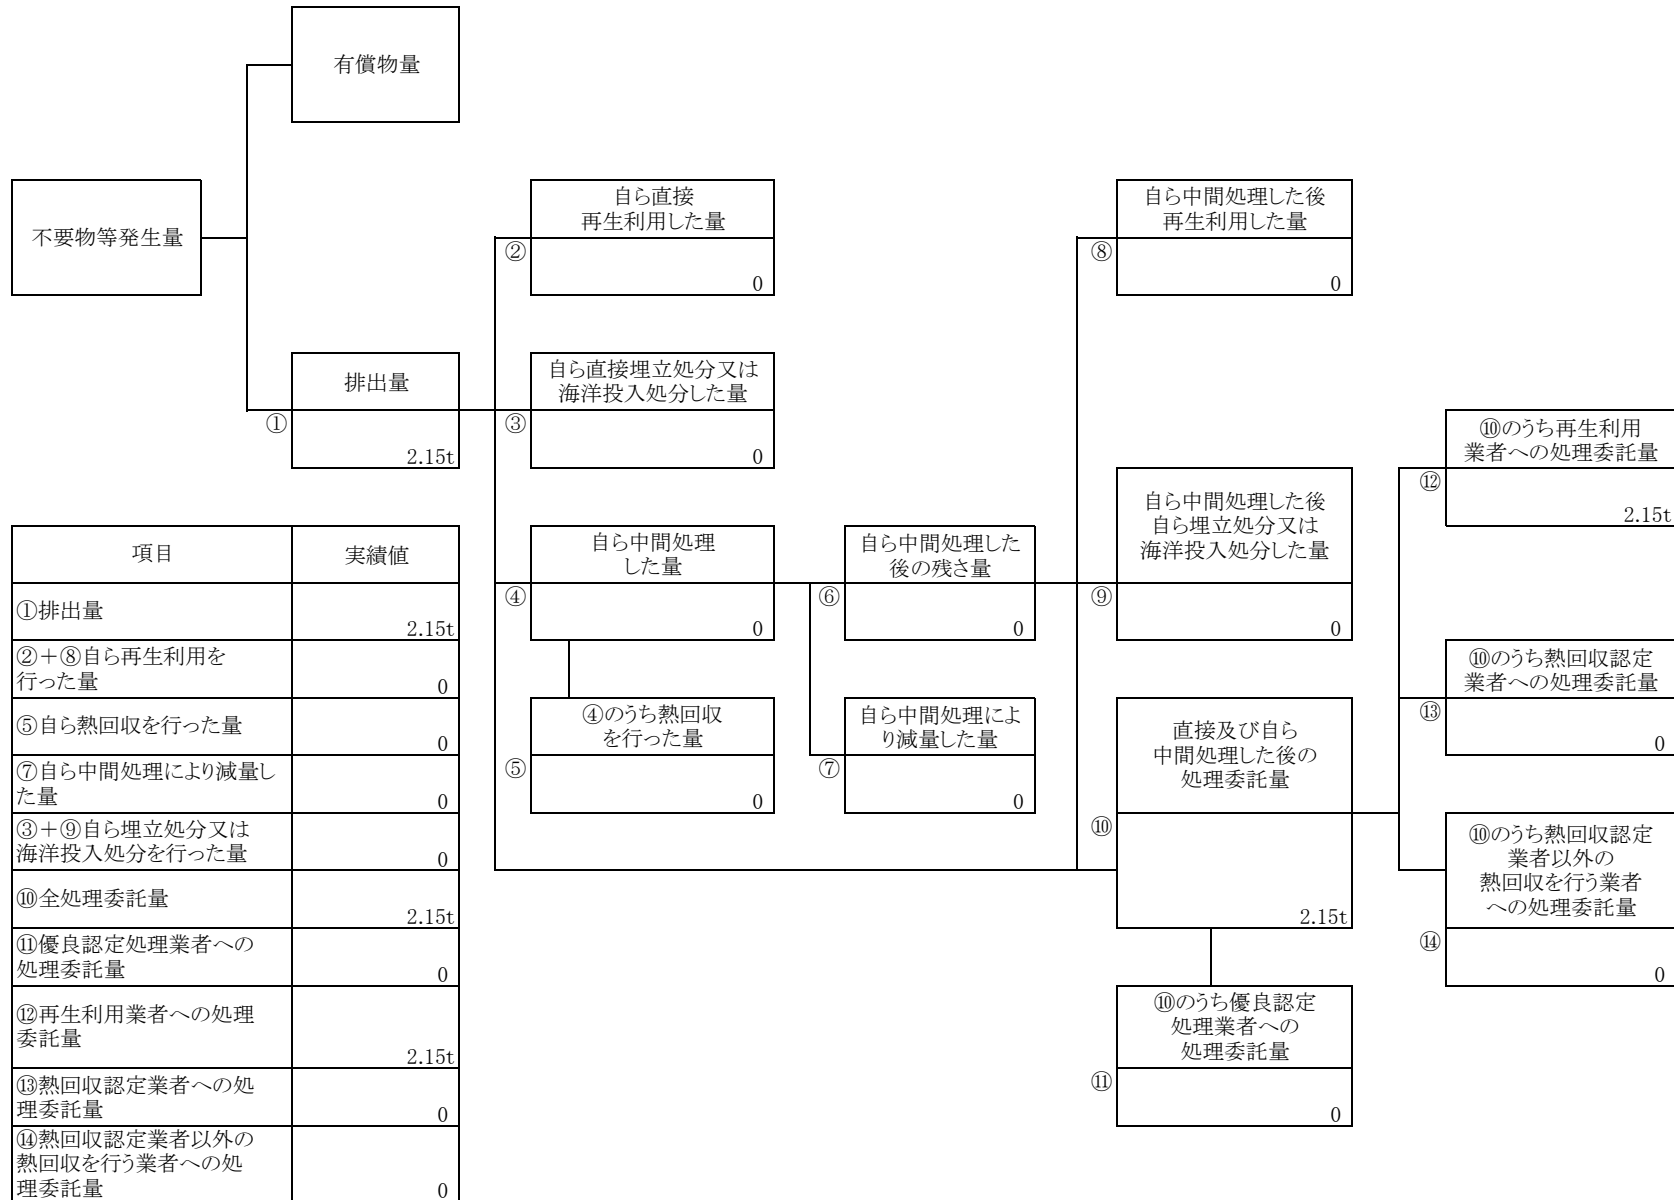 有償物量
不要物等発生量
排出量
①
2.15t
自ら直接
再生利用した量
②
0
自ら直接埋立処分又は
海洋投入処分した量
③
0
自ら中間処理
した量
④
0
④のうち熱回収
を行った量
⑤
0
自ら中間処理した
後の残さ量
⑥
0
自ら中間処理によ
り減量した量
⑦
0
自ら中間処理した後
再生利用した量
⑧
0
自ら中間処理した後
自ら埋立処分又は
海洋投入処分した量
⑨
0
直接及び自ら
中間処理した後の
処理委託量
⑩
2.15t
⑩のうち優良認定
処理業者への
処理委託量
⑪
0
⑩のうち再生利用
業者への処理委託量
⑫
2.15t
⑩のうち熱回収認定
業者への処理委託量
⑬
0
⑩のうち熱回収認定
業者以外の
熱回収を行う業者
への処理委託量
⑭
0
項目 実績値
①排出量
2.15t
②+⑧自ら再生利用を
行った量
0
⑤自ら熱回収を行った量
0
⑦自ら中間処理により減量し
た量
0
③+⑨自ら埋立処分又は
海洋投入処分を行った量
0
⑩全処理委託量
2.15t
⑪優良認定処理業者への
処理委託量
0
⑫再生利用業者への処理
委託量
2.15t
⑬熱回収認定業者への処
理委託量
0
⑭熱回収認定業者以外の
熱回収を行う業者への処
理委託量
0